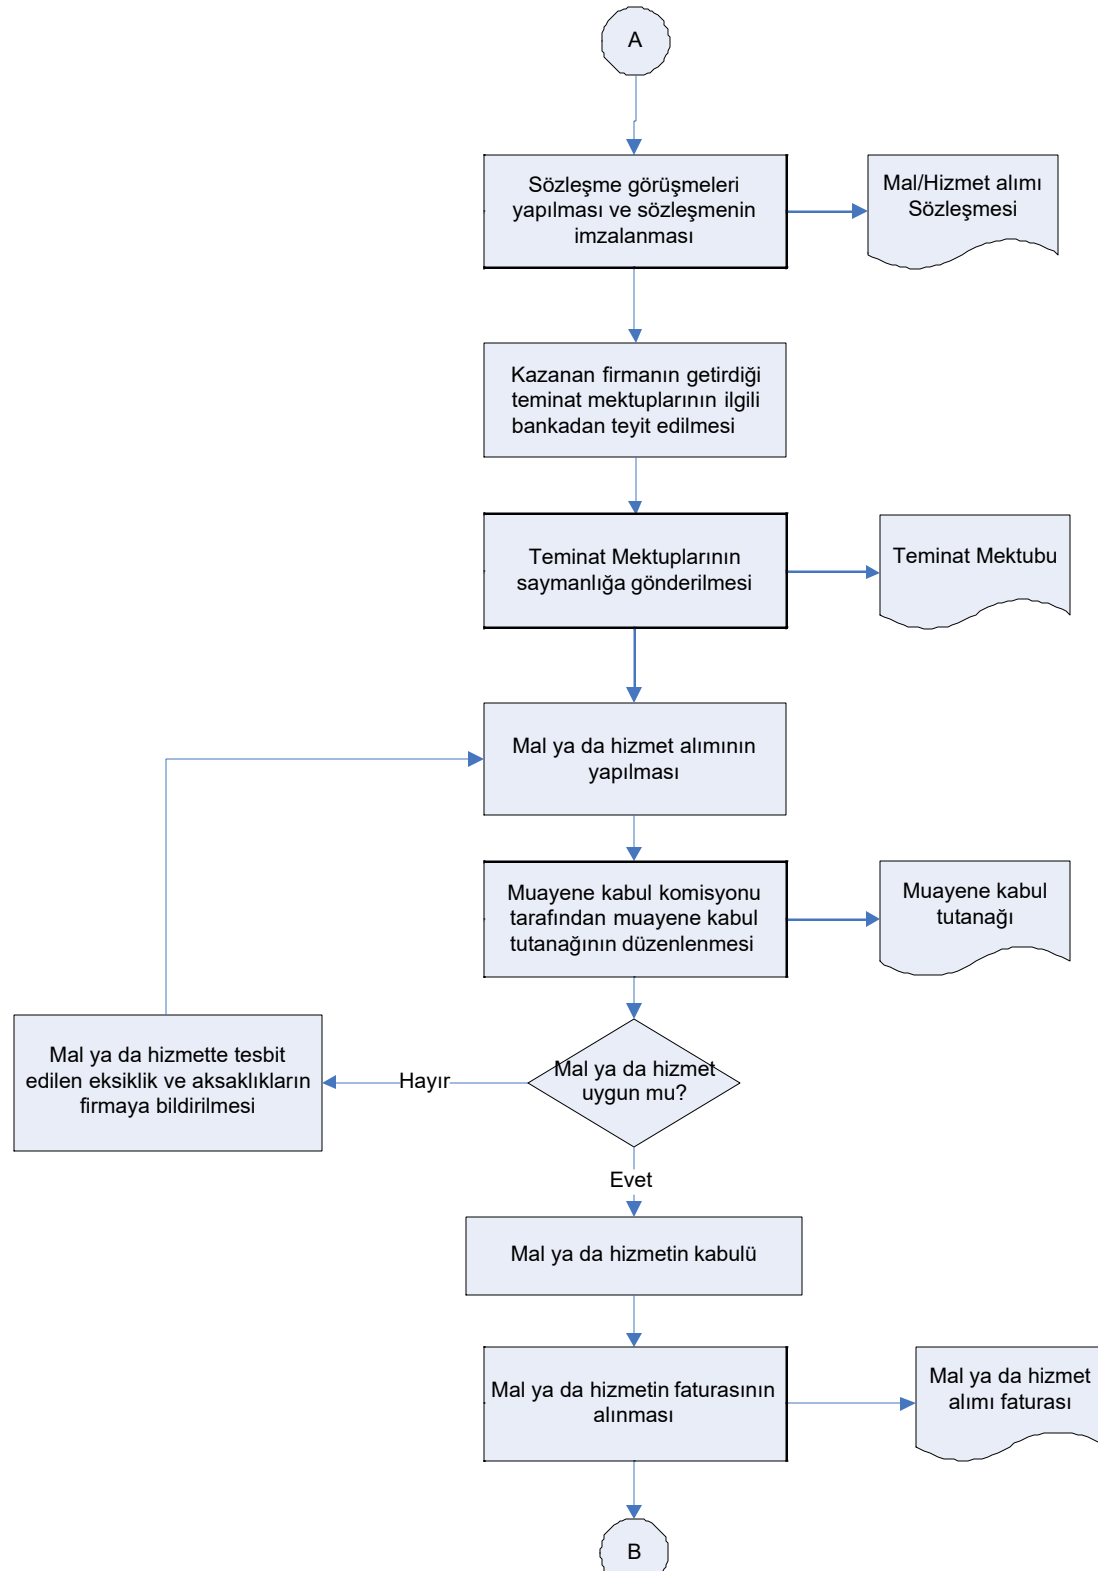 A
Sözleşme görüşmeleri
yapılması ve sözleşmenin
imzalanması
Mal/Hizmet alımı
Sözleşmesi
Kazanan firmanın getirdiği
teminat mektuplarının ilgili
bankadan teyit edilmesi
Teminat Mektuplarının
saymanlığa gönderilmesi
Teminat Mektubu
Mal ya da hizmet alımının
yapılması
Muayene kabul komisyonu
tarafından muayene kabul
tutanağının düzenlenmesi
Muayene kabul
tutanağı
Mal ya da hizmette tesbit
edilen eksiklik ve aksaklıkların
firmaya bildirilmesi
Hayır
Mal ya da hizmet
uygun mu?
Evet
Mal ya da hizmetin kabulü
Mal ya da hizmetin faturasının
alınması
Mal ya da hizmet
alımı faturası
B